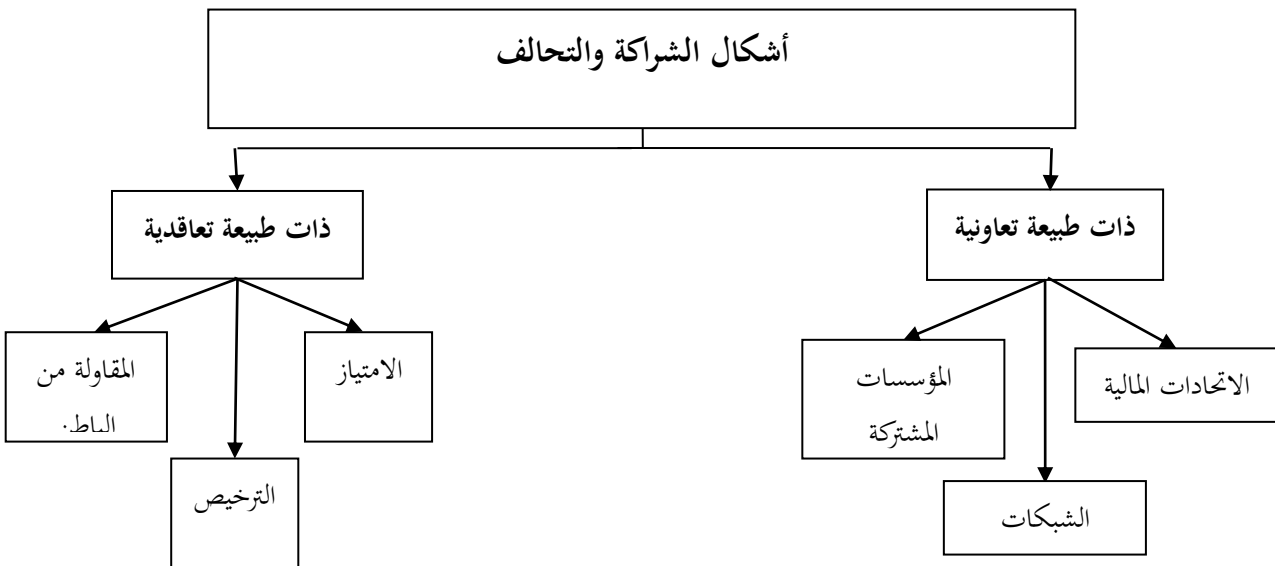 أشكال الشراكة والتحالف
ذات طبيعة تعاونية
ذات طبيعة تعاقدية
الاتحادات المالية
المؤسسات
المشتركة
الشبكات
الامتياز
المقاولة من
الترخيص